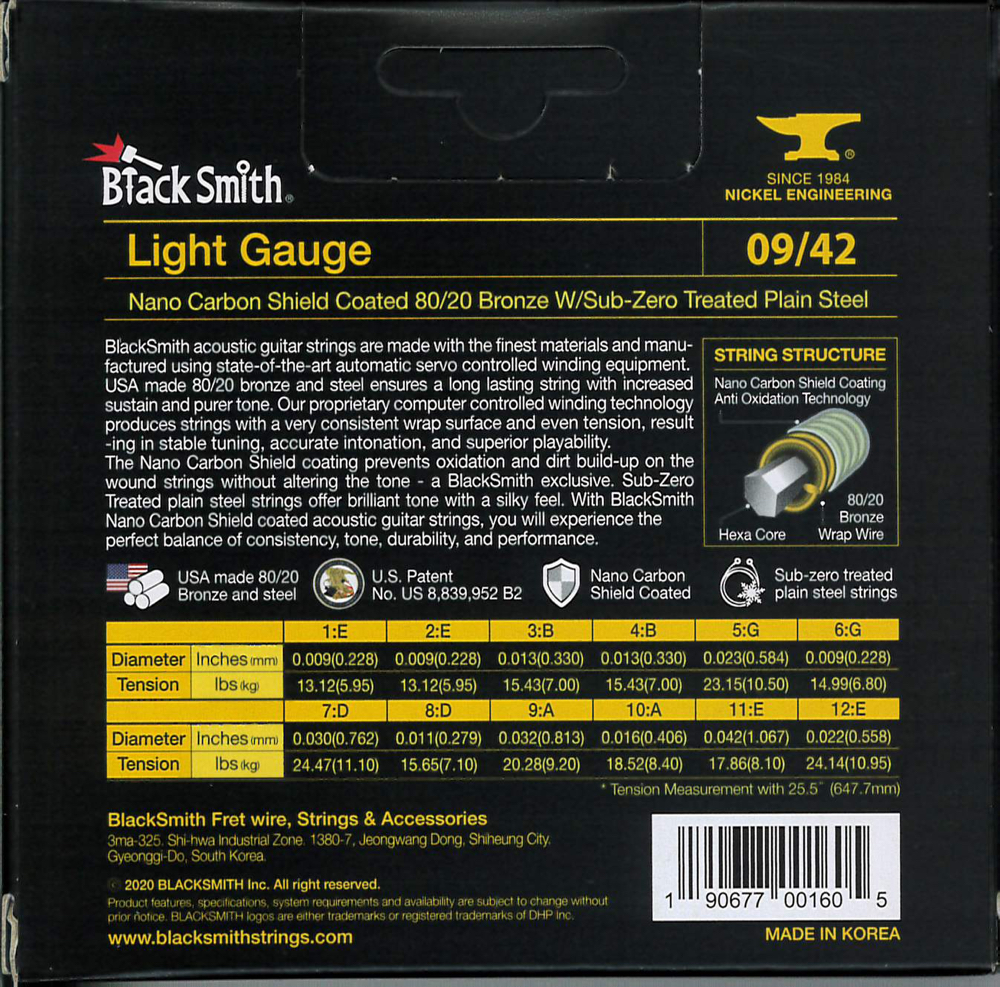 Black Smith®
®
SINCE 1984
NICKEL ENGINEERING
Light Gauge
09/42
Nano Carbon Shield Coated 80/20 Bronze W/Sub-Zero Treated Plain Steel
BlackSmith acoustic guitar strings are made with the finest materials and manu-
factured using state-of-the-art automatic servo controlled winding equipment.
USA made 80/20 bronze and steel ensures a long lasting string with increased
sustain and purer tone. Our proprietary computer controlled winding technology
produces strings with a very consistent wrap surface and even tension, result
-ing in stable tuning, accurate intonation, and superior playability.
The Nano Carbon Shield coating prevents oxidation and dirt build-up on the
wound strings without altering the tone - a BlackSmith exclusive. Sub-Zero
Treated plain steel strings offer brilliant tone with a silky feel. With BlackSmith
Nano Carbon Shield coated acoustic guitar strings, you will experience the
perfect balance of consistency, tone, durability, and performance.
STRING STRUCTURE
Nano Carbon Shield Coating
Anti Oxidation Technology
80/20
Bronze
Wrap Wire
Hexa Core
USA made 80/20
Bronze and steel
U.S. Patent
No. US 8,839,952 B2
Nano Carbon
Shield Coated
Sub-zero treated
plain steel strings
1:E 2:E 3:B 4:B 5:G 6:G
Diameter Inches (mm) 0.009(0.228) 0.009(0.228) 0.013(0.330) 0.013(0.330) 0.023(0.584) 0.009(0.228)
Tension lbs (kg) 13.12(5.95) 13.12(5.95) 15.43(7.00) 15.43(7.00) 23.15(10.50) 14.99(6.80)
7:D 8:D 9:A 10:A 11:E 12:E
Diameter Inches (mm) 0.030(0.762) 0.011(0.279) 0.032(0.813) 0.016(0.406) 0.042(1.067) 0.022(0.558)
Tension lbs (kg) 24.47(11.10) 15.65(7.10) 20.28(9.20) 18.52(8.40) 17.86(8.10) 24.14(10.95)
* Tension Measurement with 25.5˝ (647.7mm)
BlackSmith Fret wire, Strings & Accessories
3ma-325. Shi-hwa Industrial Zone. 1380-7, Jeongwang Dong, Shiheung City.
Gyeonggi-Do, South Korea.
© 2020 BLACKSMITH Inc. All right reserved.
Product features, specifications, system requirements and availability are subject to change without
prior notice. BLACKSMITH logos are either trademarks or registered trademarks of DHP Inc.
www.blacksmithstrings.com
1 90677 00160 5
MADE IN KOREA